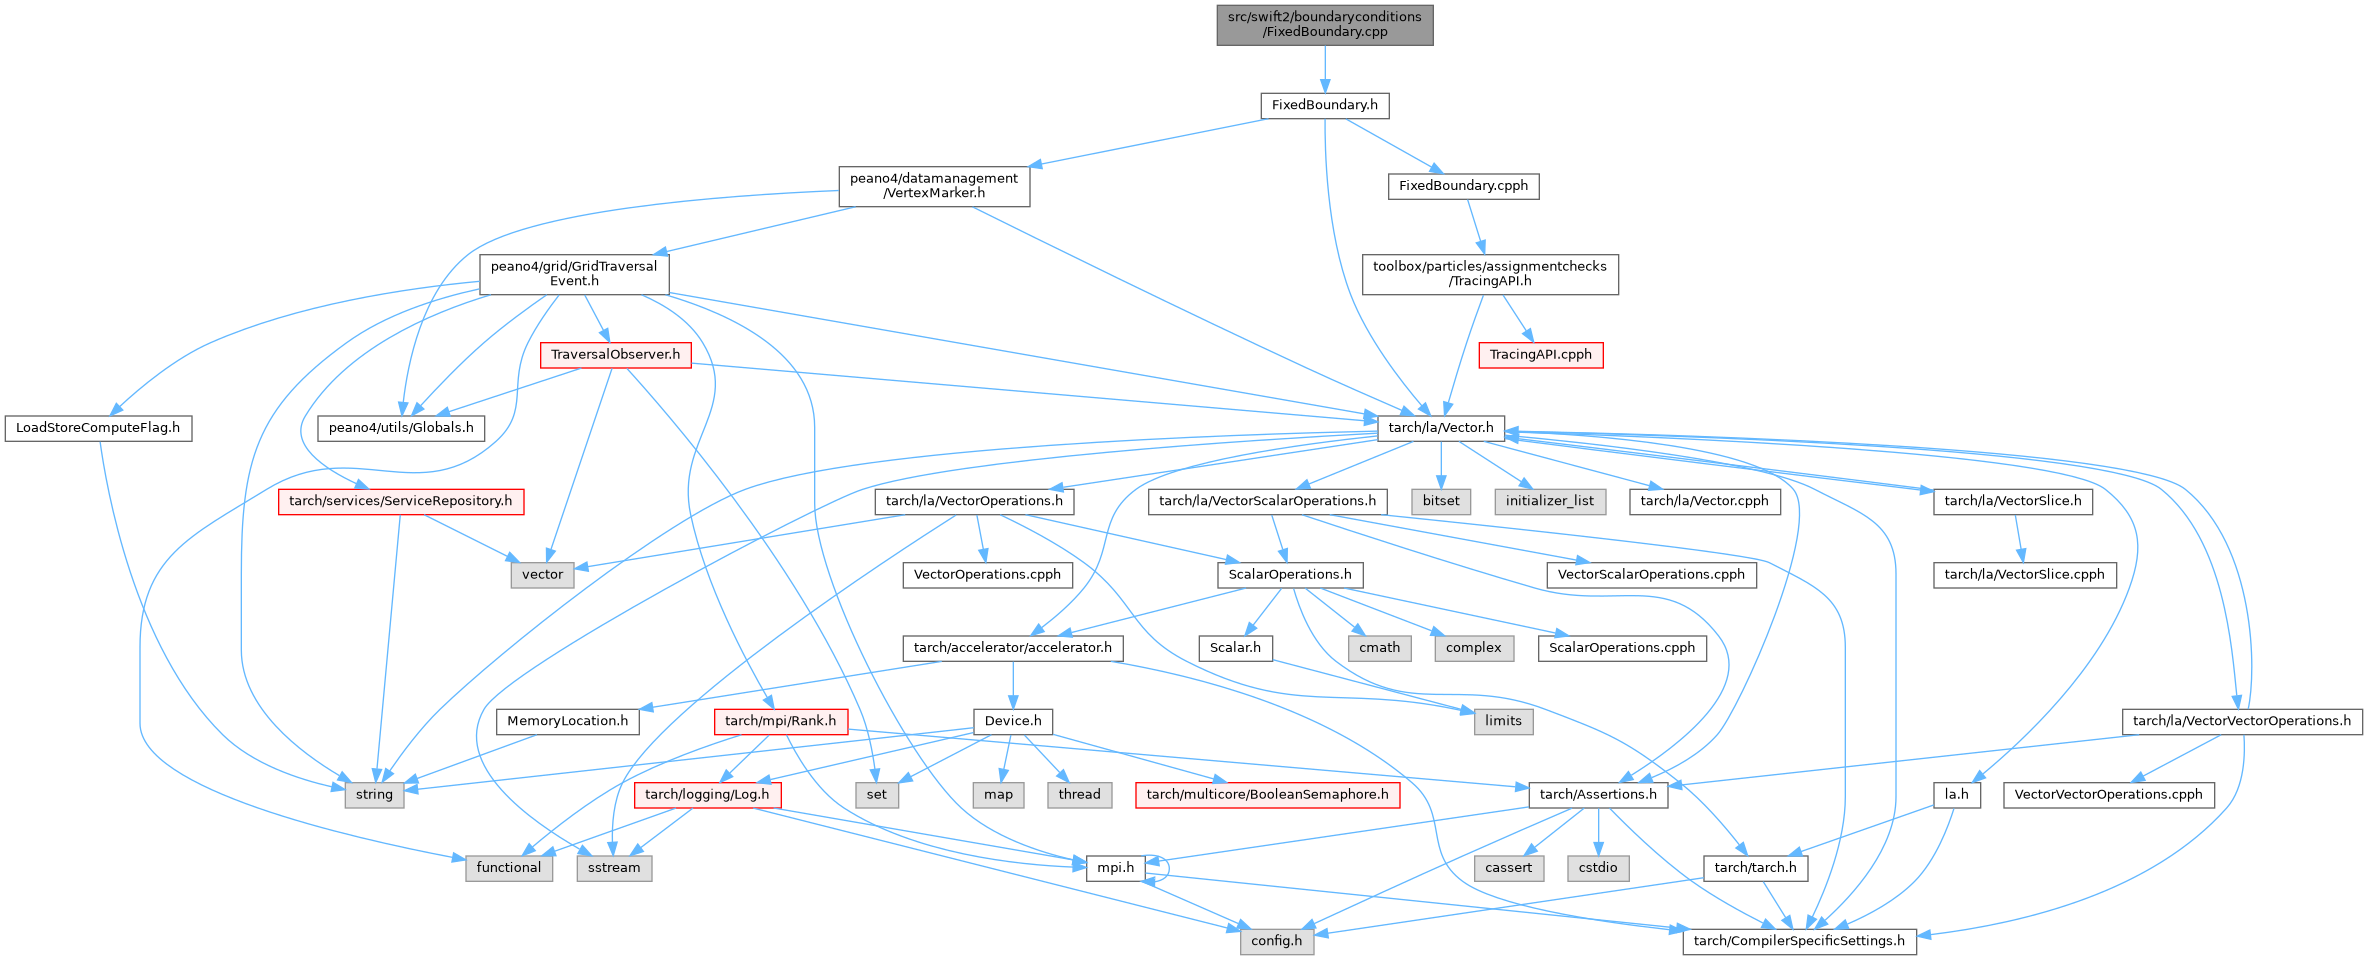 src/swift2/boundaryconditions
/FixedBoundary.cpp
FixedBoundary.h
peano4/datamanagement
/VertexMarker.h
FixedBoundary.cpph
peano4/grid/GridTraversal
Event.h
toolbox/particles/assignmentchecks
/TracingAPI.h
TraversalObserver.h
TracingAPI.cpph
LoadStoreComputeFlag.h
peano4/utils/Globals.h
tarch/la/Vector.h
tarch/services/ServiceRepository.h
tarch/la/VectorOperations.h
tarch/la/VectorScalarOperations.h
bitset
initializer_list
tarch/la/Vector.cpph
tarch/la/VectorSlice.h
vector
VectorOperations.cpph
ScalarOperations.h
VectorScalarOperations.cpph
tarch/la/VectorSlice.cpph
tarch/accelerator/accelerator.h
Scalar.h
cmath
complex
ScalarOperations.cpph
MemoryLocation.h
tarch/mpi/Rank.h
Device.h
limits
tarch/la/VectorVectorOperations.h
string
tarch/logging/Log.h
set
map
thread
tarch/multicore/BooleanSemaphore.h
tarch/Assertions.h
la.h
VectorVectorOperations.cpph
functional
sstream
mpi.h
cassert
cstdio
tarch/tarch.h
config.h
tarch/CompilerSpecificSettings.h